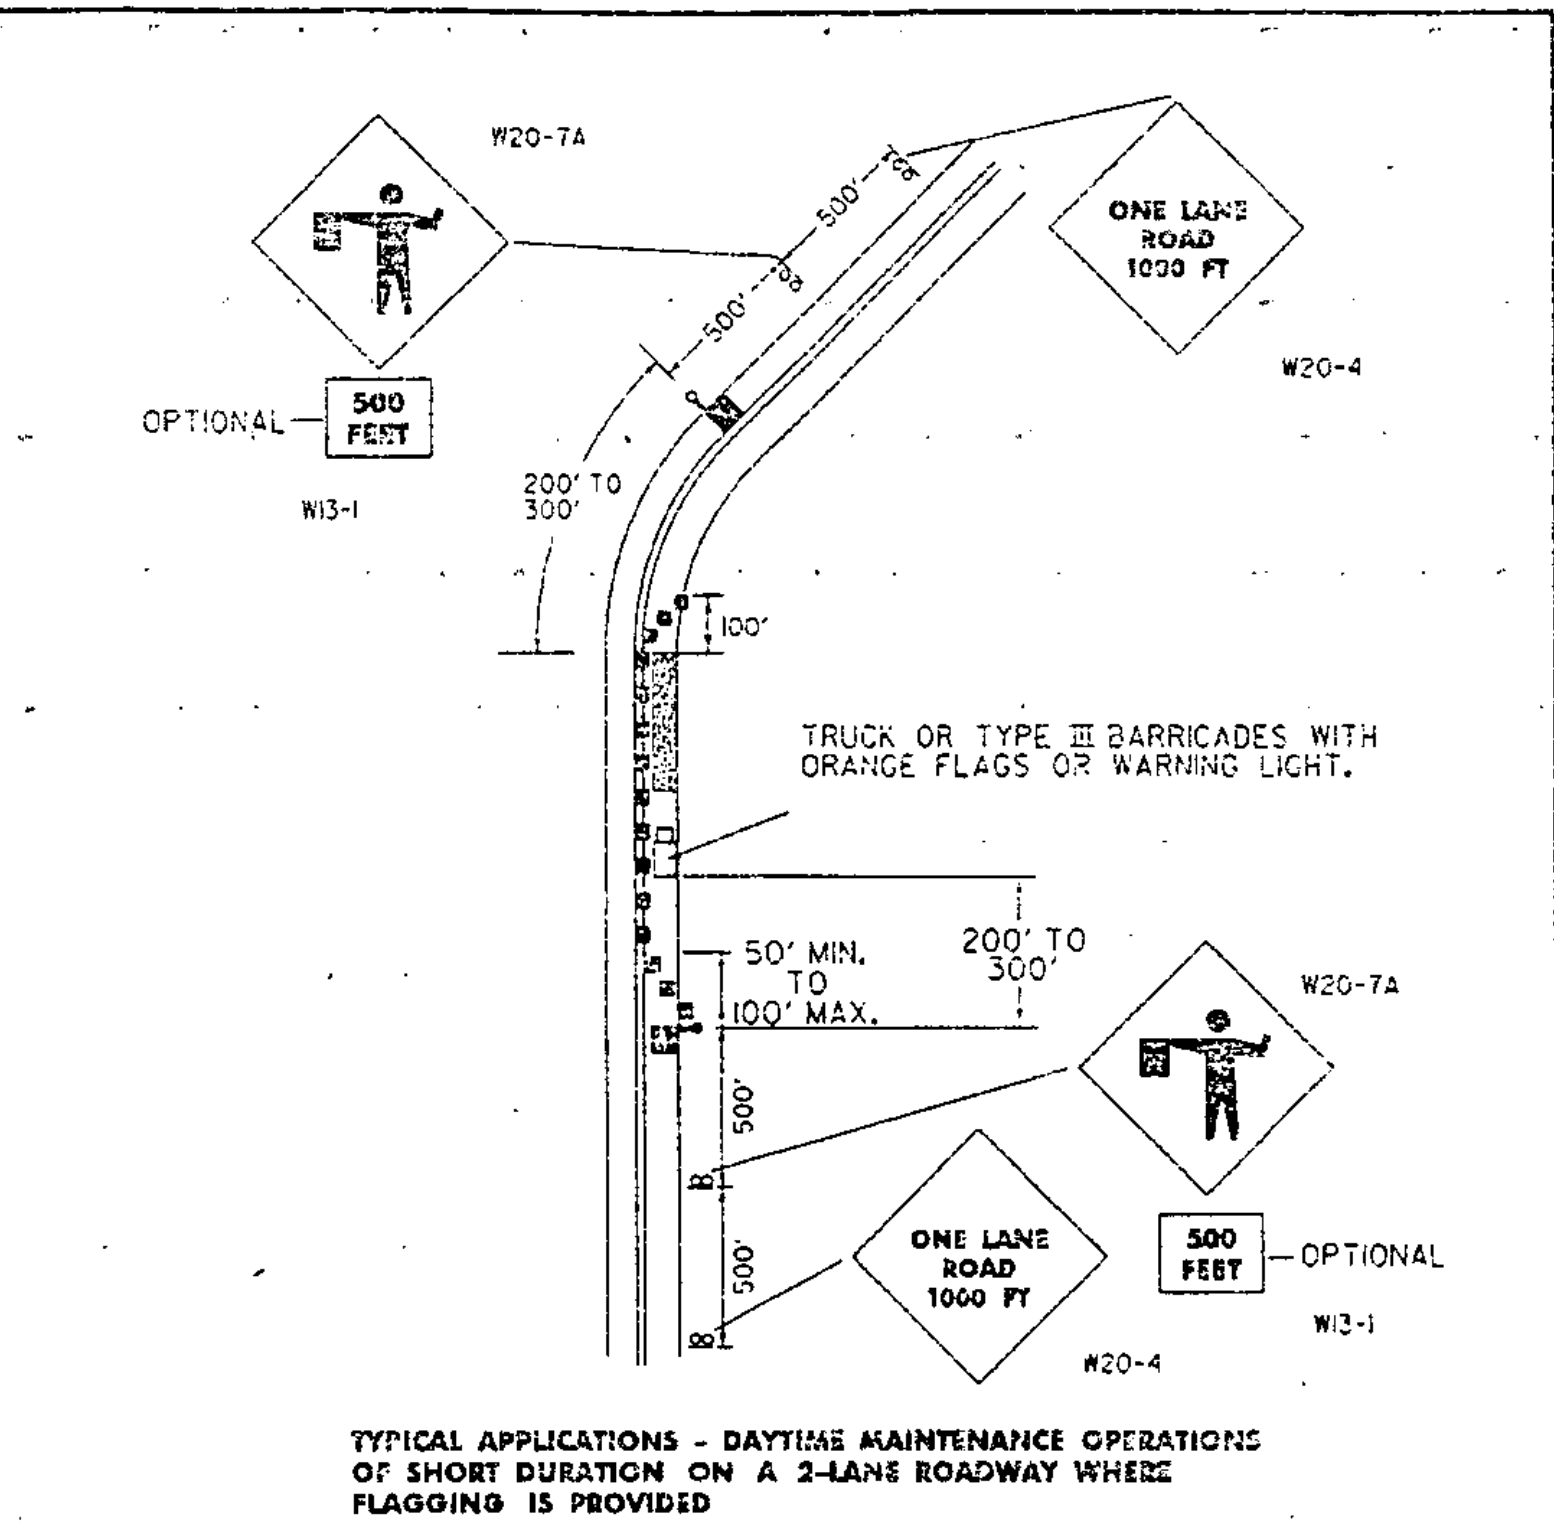 W20-7A
ONE LANE
ROAD
1000 FT
W20-4
500'
500'
500
FEET
OPTIONAL
W13-1
200' TO
300'
100'
TRUCK OR TYPE III BARRICADES WITH
ORANGE FLAGS OR WARNING LIGHT.
50' MIN.
TO
100' MAX.
200' TO
300'
W20-7A
500'
500'
ONE LANE
ROAD
1000 FT
W20-4
500
FEET
OPTIONAL
W13-1
TYPICAL APPLICATIONS - DAYTIME MAINTENANCE OPERATIONS
OF SHORT DURATION ON A 2-LANE ROADWAY WHERE
FLAGGING IS PROVIDED